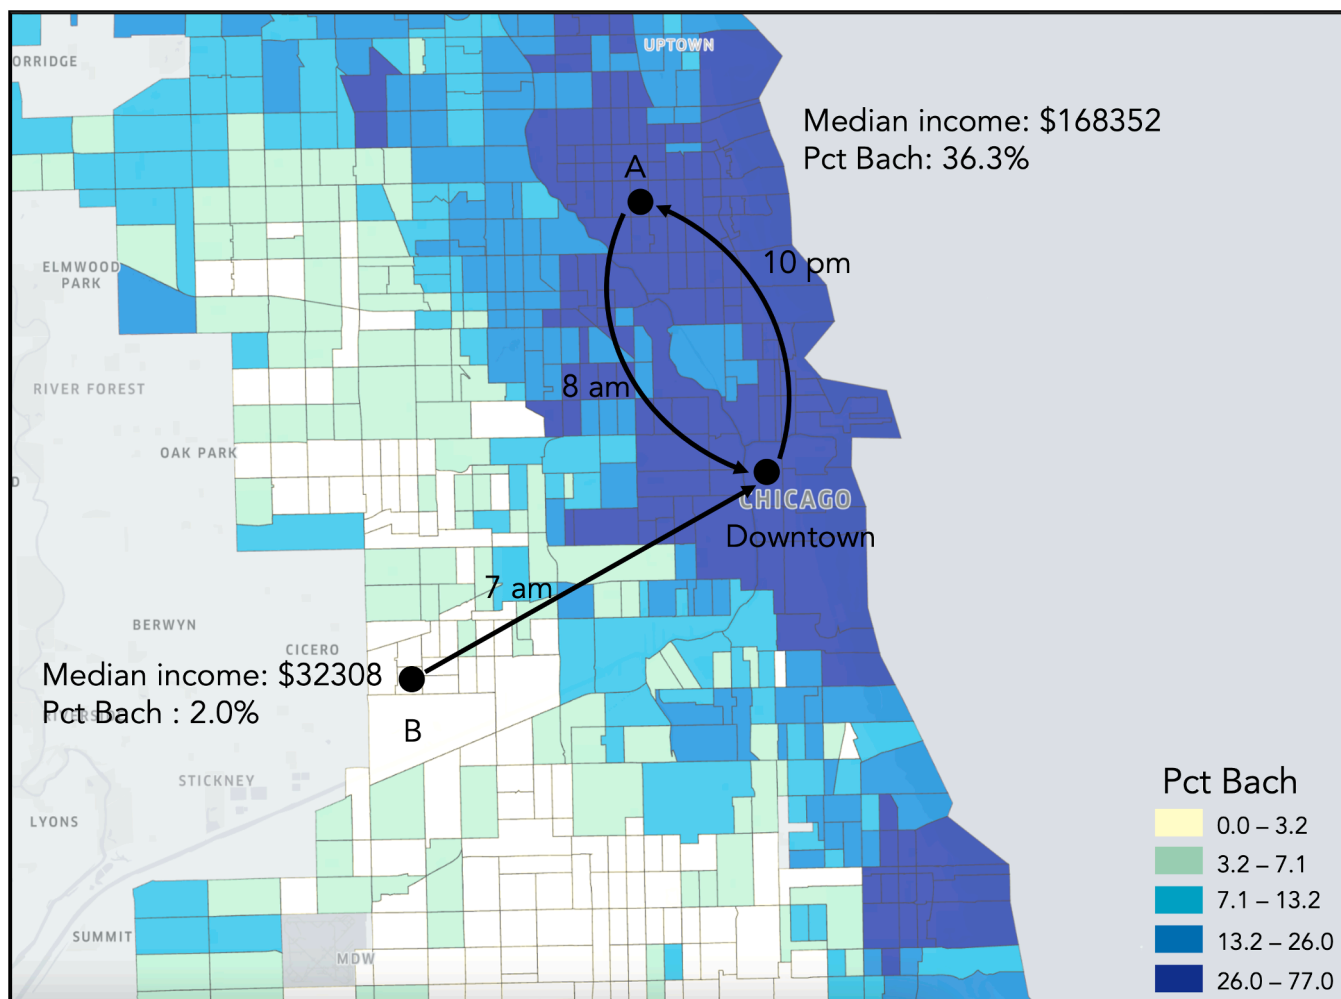 UPTOWN
ORRIDGE
Median income: $168352
Pct Bach: 36.3%
A
10 pm
ELMWOOD
PARK
8 am
RIVER FOREST
OAK PARK
CHICAGO
Downtown
7 am
BERWYN
CICERO
Median income: $32308
Pct Bach : 2.0%
B
STICKNEY
LYONS
SUMMIT
MDW
Pct Bach
0.0 – 3.2
3.2 – 7.1
7.1 – 13.2
13.2 – 26.0
26.0 – 77.0